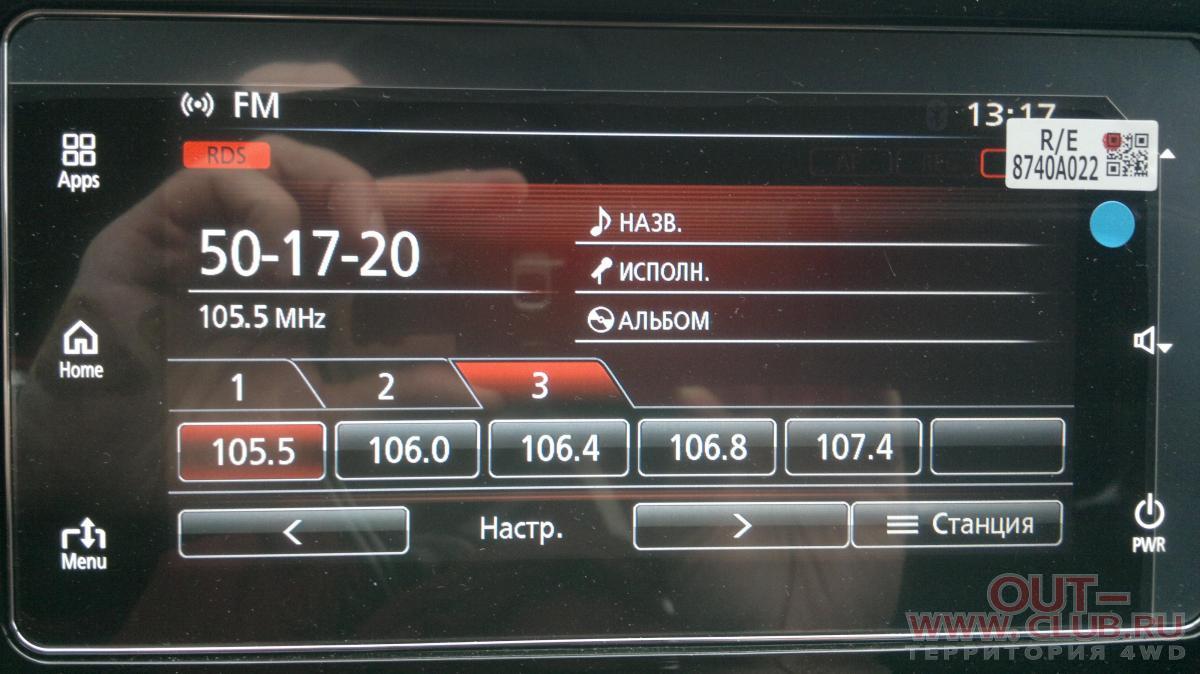 FM
13:17
R/E
8740A022
Apps
RDS
НАЗВ.
50-17-20
ИСПОЛН.
105.5 MHz
АЛЬБОМ
Home
1 2 3
105.5 106.0 106.4 106.8 107.4
< Настр. > Станция
Menu
PWR
OUT-
WWW.CLUB.RU
ТЕРРИТОРИЯ 4WD